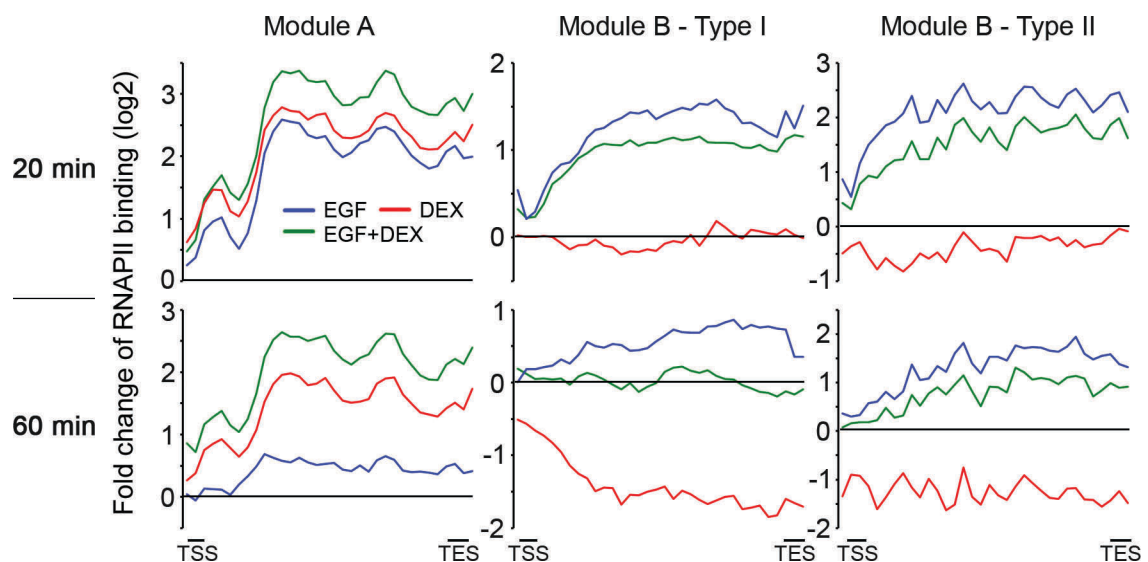 Module A
Module B - Type I
Module B - Type II
20 min
60 min
Fold change of RNAPII binding (log2)
3
2
1
0
EGF
DEX
EGF+DEX
2
1
0
3
2
1
0
-1
3
2
1
0
1
0
-1
-2
2
1
0
-1
-2
TSS
TES
TSS
TES
TSS
TES